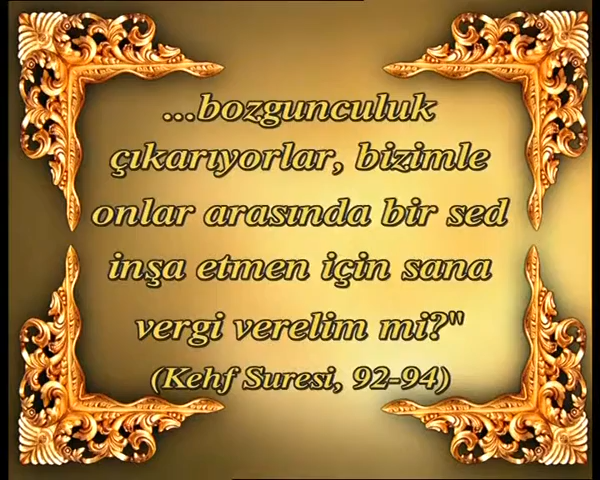 ...bozgunculuk
çıkarıyorlar, bizimle
onlar arasında bir sed
inşa etmen için sana
vergi verelim mi?"
(Kehf Suresi, 92-94)